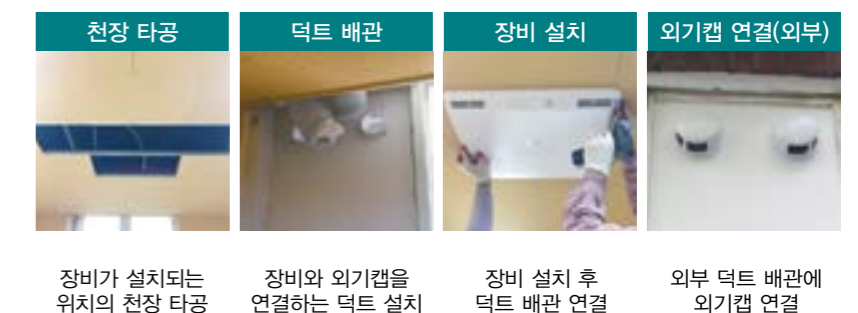 천장 타공
덕트 배관
장비 설치
외기캡 연결(외부)
장비가 설치되는
위치의 천장 타공
장비와 외기캡을
연결하는 덕트 설치
장비 설치 후
덕트 배관 연결
외부 덕트 배관에
외기캡 연결